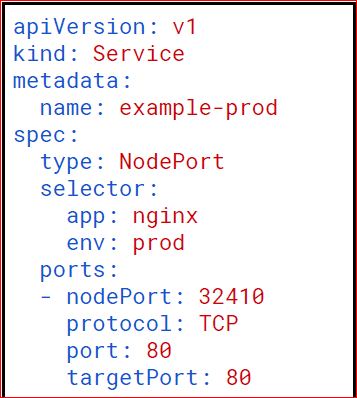 apiVersion: v1
kind: Service
metadata:
  name: example-prod
spec:
  type: NodePort
  selector:
    app: nginx
    env: prod
  ports:
  - nodePort: 32410
    protocol: TCP
    port: 80
    targetPort: 80